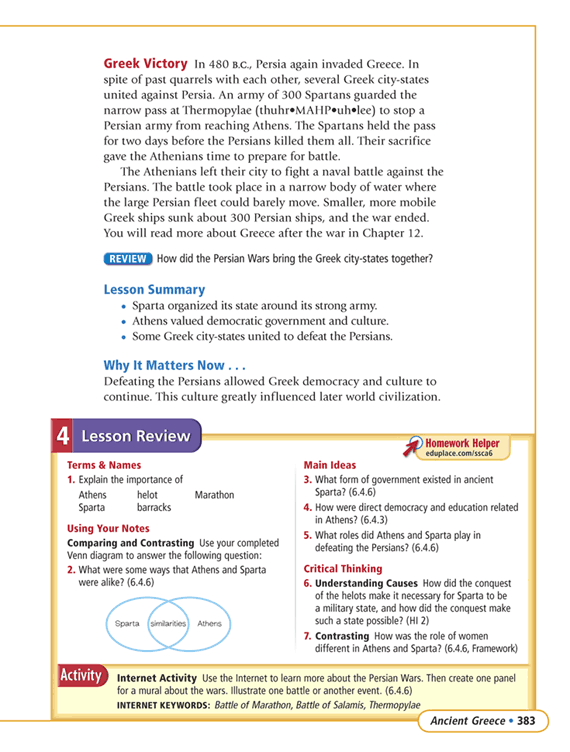 Greek Victory In 480 B.C., Persia again invaded Greece. In
spite of past quarrels with each other, several Greek city-states
united against Persia. An army of 300 Spartans guarded the
narrow pass at Thermopylae (thuhr•MAHP•uh•lee) to stop a
Persian army from reaching Athens. The Spartans held the pass
for two days before the Persians killed them all. Their sacrifice
gave the Athenians time to prepare for battle.
The Athenians left their city to fight a naval battle against the
Persians. The battle took place in a narrow body of water where
the large Persian fleet could barely move. Smaller, more mobile
Greek ships sunk about 300 Persian ships, and the war ended.
You will read more about Greece after the war in Chapter 12.
REVIEW How did the Persian Wars bring the Greek city-states together?
Lesson Summary
• Sparta organized its state around its strong army.
• Athens valued democratic government and culture.
• Some Greek city-states united to defeat the Persians.
Why It Matters Now . . .
Defeating the Persians allowed Greek democracy and culture to
continue. This culture greatly influenced later world civilization.
4 Lesson Review
Homework Helper
eduplace.com/ssca6
Terms & Names
1. Explain the importance of
Athens helot Marathon
Sparta barracks
Using Your Notes
Comparing and Contrasting Use your completed
Venn diagram to answer the following question:
2. What were some ways that Athens and Sparta
were alike? (6.4.6)
Sparta similarities Athens
Main Ideas
3. What form of government existed in ancient
Sparta? (6.4.6)
4. How were direct democracy and education related
in Athens? (6.4.3)
5. What roles did Athens and Sparta play in
defeating the Persians? (6.4.6)
Critical Thinking
6. Understanding Causes How did the conquest
of the helots make it necessary for Sparta to be
a military state, and how did the conquest make
such a state possible? (HI 2)
7. Contrasting How was the role of women
different in Athens and Sparta? (6.4.6, Framework)
Activity
Internet Activity Use the Internet to learn more about the Persian Wars. Then create one panel
for a mural about the wars. Illustrate one battle or another event. (6.4.6)
INTERNET KEYWORDS: Battle of Marathon, Battle of Salamis, Thermopylae
Ancient Greece • 383